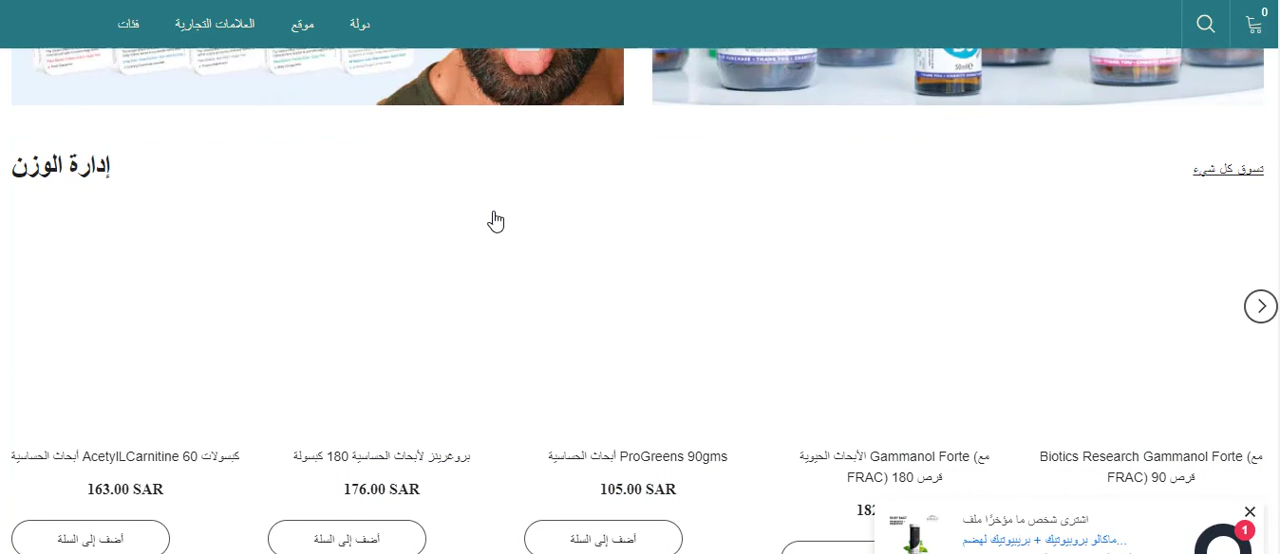 دولة
موقع
العلامات التجارية
فئات
0
50ml℮
إدارة الوزن
تسوق كل شيء
كبسولات 60 AcetylLCarnitine أبحاث الحساسية
163.00 SAR
أضف إلى السلة
بروغرينز لأبحاث الحساسية 180 كبسولة
176.00 SAR
أضف إلى السلة
ProGreens 90gms أبحاث الحساسية
105.00 SAR
أضف إلى السلة
مع) Gammanol Forte الأبحاث الحيوية
قرص 180 (FRAC
182
Biotics Research Gammanol Forte (مع
قرص 90 (FRAC
اشترى شخص ما مؤخرًا ملف
ماكالو بروبيوتيك + بريبيوتيك لهضم...
1